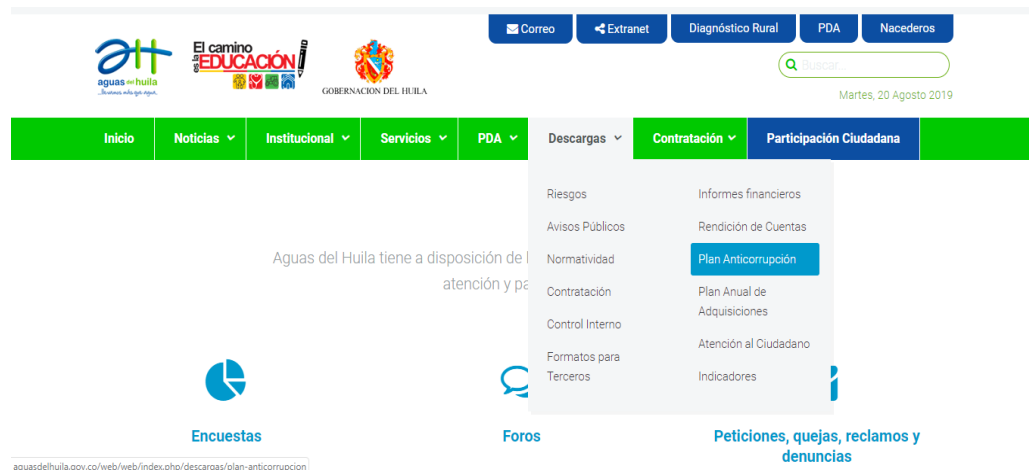 Correo
Extranet
Diagnóstico Rural
PDA
Nacederos
aguas del huila
El camino
es la EDUCACIÓN
GOBERNACION DEL HUILA
Buscar...
Martes, 20 Agosto 2019
Inicio
Noticias
Institucional
Servicios
PDA
Descargas
Contratación
Participación Ciudadana
Riesgos
Avisos Públicos
Normatividad
Contratación
Control Interno
Formatos para
Terceros
Informes financieros
Rendición de Cuentas
Plan Anticorrupción
Plan Anual de
Adquisiciones
Atención al Ciudadano
Indicadores
Aguas del Huila tiene a disposición de
atención y pa
Encuestas
Foros
Peticiones, quejas, reclamos y
denuncias
aguasdelhuila.gov.co/web/web/index.php/descargas/plan-anticorrupcion